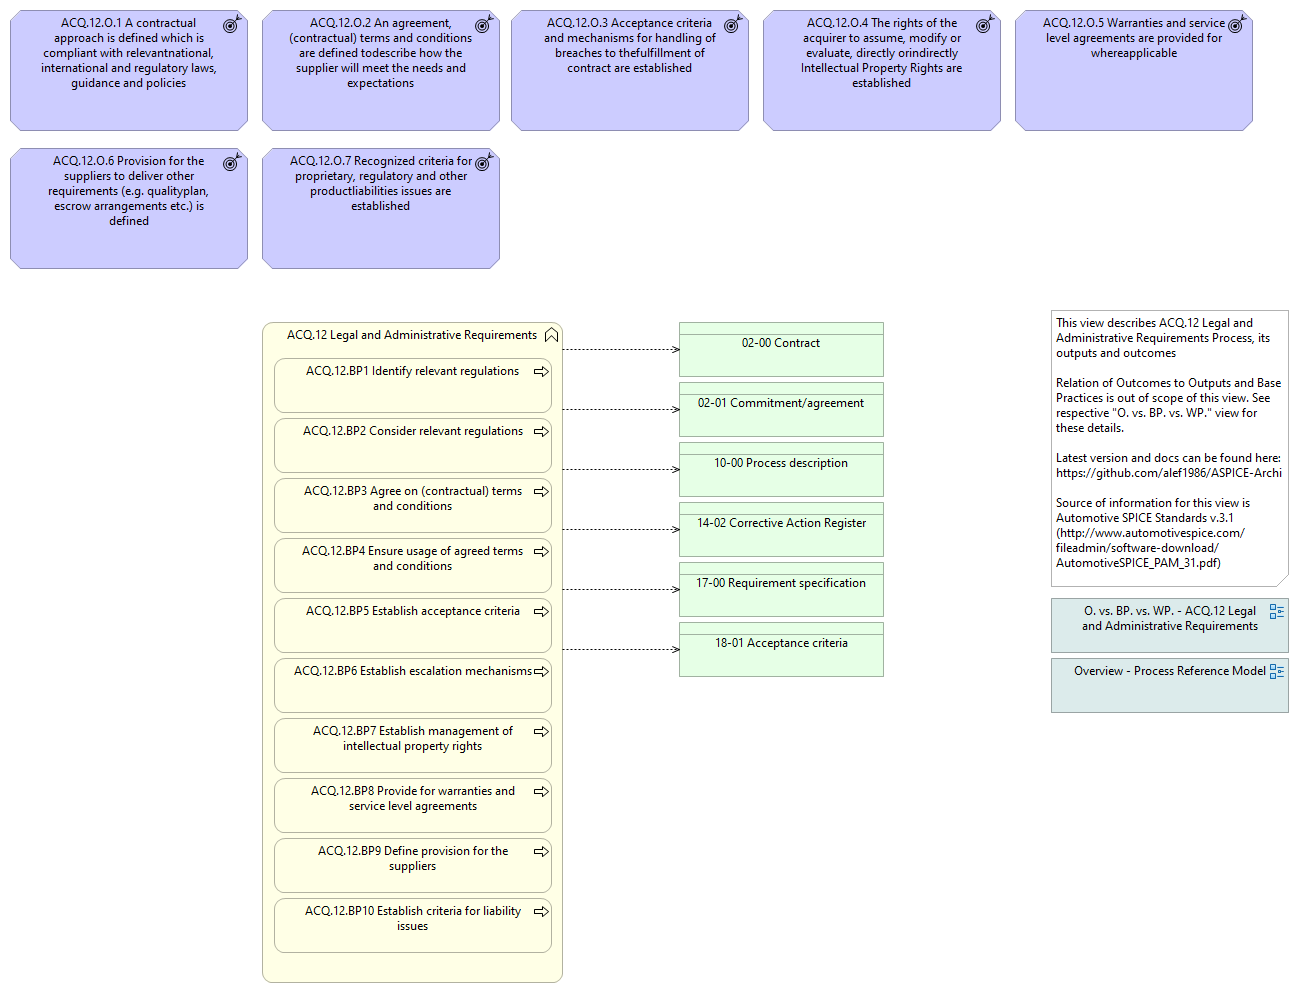 ACQ.12.O.1 A contractual
approach is defined which is
compliant with relevantnational,
international and regulatory laws,
guidance and policies
ACQ.12.O.2 An agreement,
(contractual) terms and conditions
are defined todescribe how the
supplier will meet the needs and
expectations
ACQ.12.O.3 Acceptance criteria
and mechanisms for handling of
breaches to thefulfillment of
contract are established
ACQ.12.O.4 The rights of the
acquirer to assume, modify or
evaluate, directly orindirectly
Intellectual Property Rights are
established
ACQ.12.O.5 Warranties and service
level agreements are provided for
whereapplicable
ACQ.12.O.6 Provision for the
suppliers to deliver other
requirements (e.g. qualityplan,
escrow arrangements etc.) is
defined
ACQ.12.O.7 Recognized criteria for
proprietary, regulatory and other
productliabilities issues are
established
ACQ.12 Legal and Administrative Requirements
ACQ.12.BP1 Identify relevant regulations
ACQ.12.BP2 Consider relevant regulations
ACQ.12.BP3 Agree on (contractual) terms
and conditions
ACQ.12.BP4 Ensure usage of agreed terms
and conditions
ACQ.12.BP5 Establish acceptance criteria
ACQ.12.BP6 Establish escalation mechanisms
ACQ.12.BP7 Establish management of
intellectual property rights
ACQ.12.BP8 Provide for warranties and
service level agreements
ACQ.12.BP9 Define provision for the
suppliers
ACQ.12.BP10 Establish criteria for liability
issues
02-00 Contract
02-01 Commitment/agreement
10-00 Process description
14-02 Corrective Action Register
17-00 Requirement specification
18-01 Acceptance criteria
This view describes ACQ.12 Legal and
Administrative Requirements Process, its
outputs and outcomes
Relation of Outcomes to Outputs and Base
Practices is out of scope of this view. See
respective "O. vs. BP. vs. WP." view for
these details.
Latest version and docs can be found here:
https://github.com/alef1986/ASPICE-Archi
Source of information for this view is
Automotive SPICE Standards v.3.1
(http://www.automotivespice.com/
fileadmin/software-download/
AutomotiveSPICE_PAM_31.pdf)
O. vs. BP. vs. WP. - ACQ.12 Legal
and Administrative Requirements
Overview - Process Reference Model